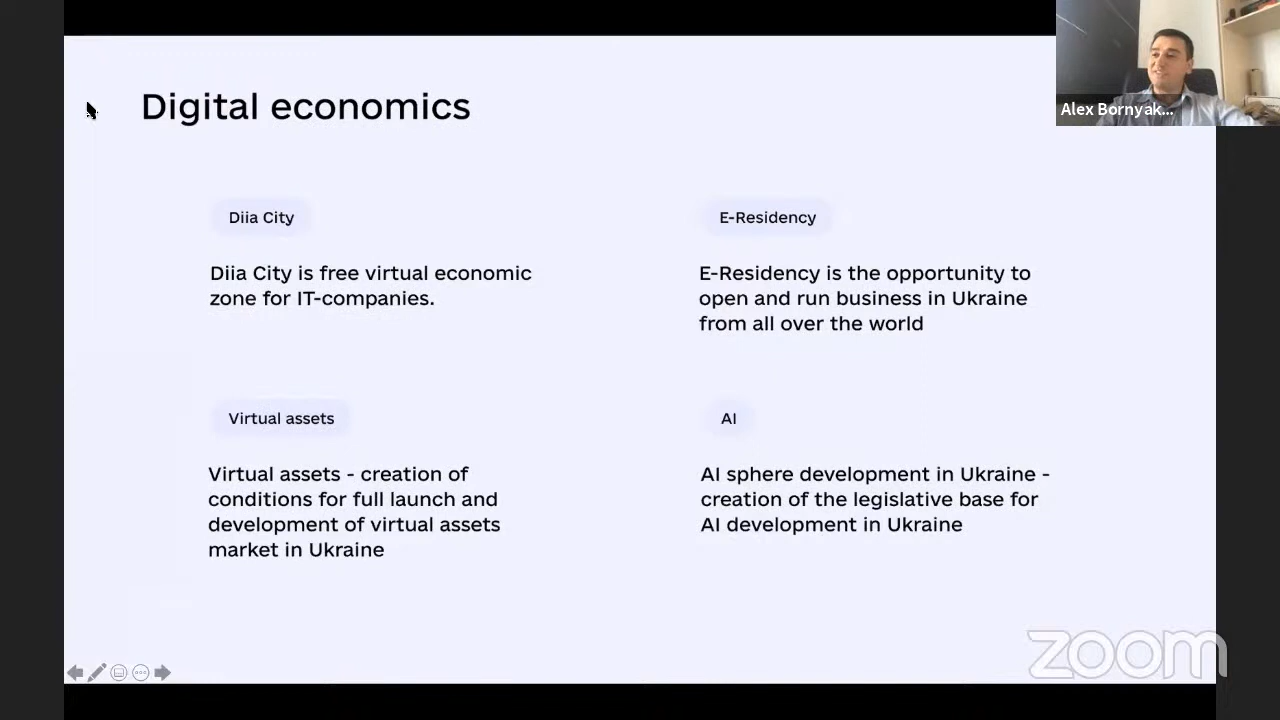 Digital economics
Alex Bornyak...
Diia City
Diia City is free virtual economic
zone for IT-companies.
E-Residency
E-Residency is the opportunity to
open and run business in Ukraine
from all over the world
Virtual assets
Virtual assets - creation of
conditions for full launch and
development of virtual assets
market in Ukraine
AI
AI sphere development in Ukraine -
creation of the legislative base for
AI development in Ukraine
zoom